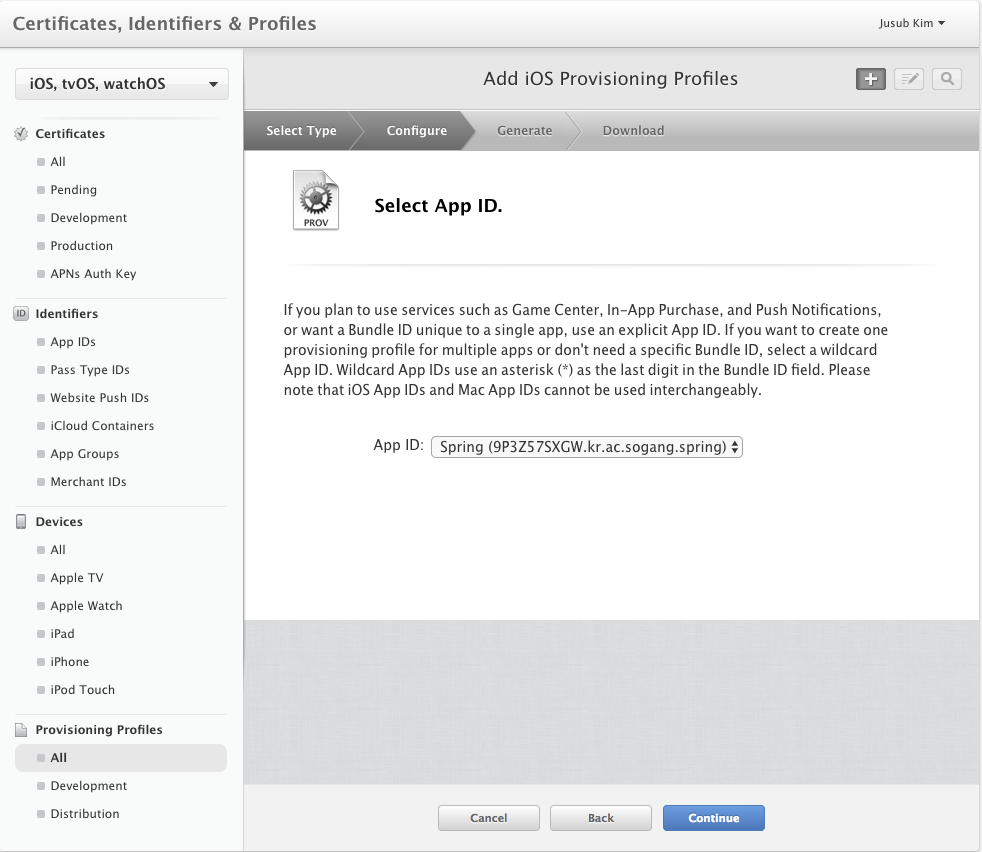 Certificates, Identifiers & Profiles
Jusub Kim
iOS, tvOS, watchOS
Certificates
All
Pending
Development
Production
APNs Auth Key
ID Identifiers
App IDs
Pass Type IDs
Website Push IDs
iCloud Containers
App Groups
Merchant IDs
Devices
All
Apple TV
Apple Watch
iPad
iPhone
iPod Touch
Provisioning Profiles
All
Development
Distribution
Add iOS Provisioning Profiles
Select Type
Configure
Generate
Download
PROV
Select App ID.
If you plan to use services such as Game Center, In-App Purchase, and Push Notifications,
or want a Bundle ID unique to a single app, use an explicit App ID. If you want to create one
provisioning profile for multiple apps or don't need a specific Bundle ID, select a wildcard
App ID. Wildcard App IDs use an asterisk (*) as the last digit in the Bundle ID field. Please
note that iOS App IDs and Mac App IDs cannot be used interchangeably.
App ID: Spring (9P3Z57SXGW.kr.ac.sogang.spring)
Cancel
Back
Continue